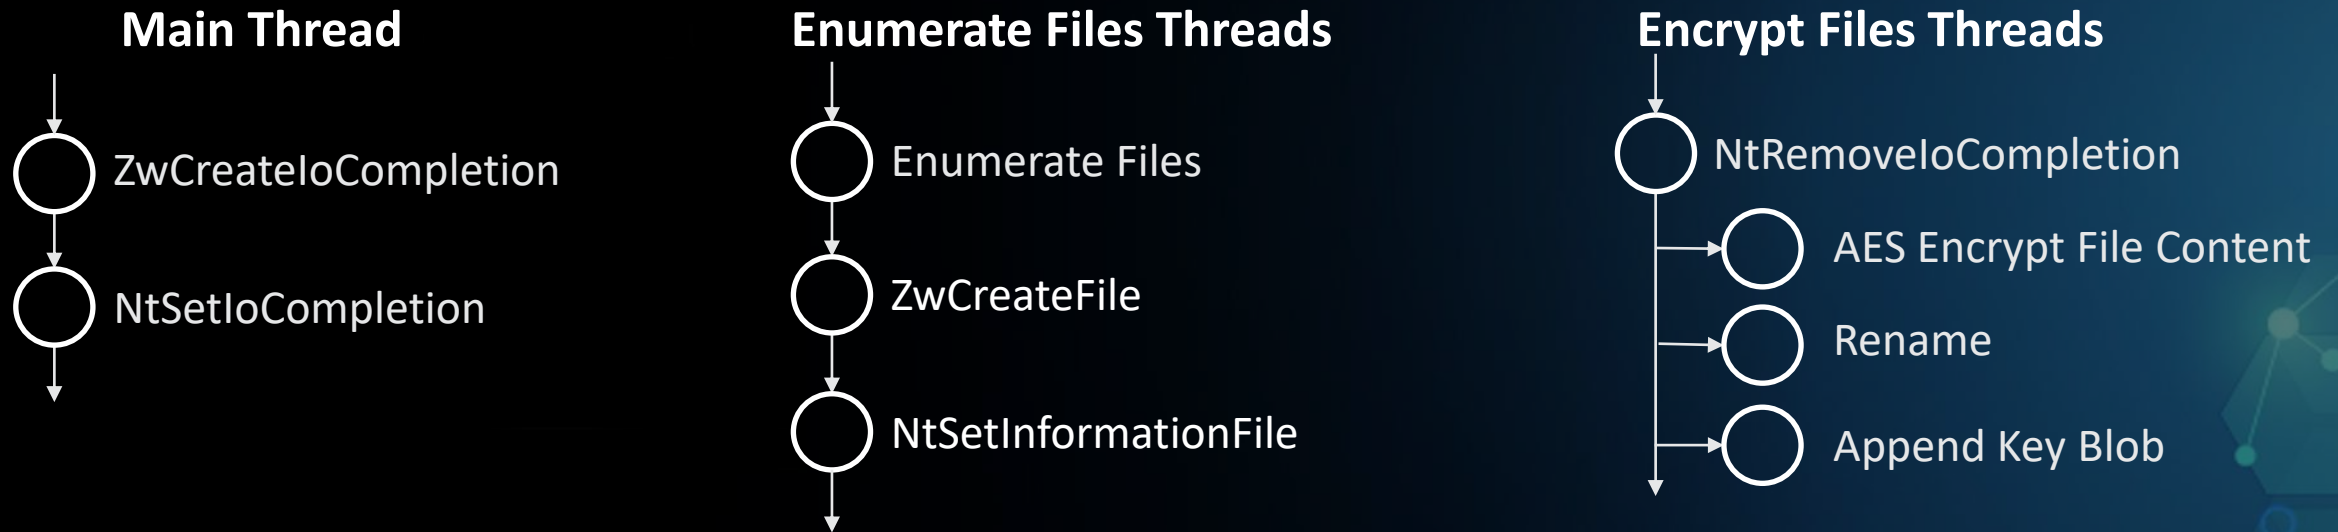 Main Thread
ZwCreateIoCompletion
NtSetIoCompletion
Enumerate Files Threads
Enumerate Files
ZwCreateFile
NtSetInformationFile
Encrypt Files Threads
NtRemoveIoCompletion
AES Encrypt File Content
Rename
Append Key Blob